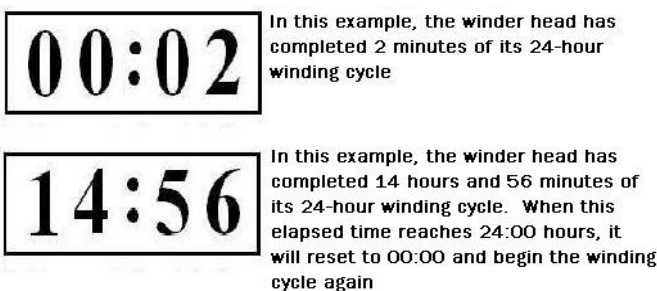 00:02
In this example, the winder head has
completed 2 minutes of its 24-hour
winding cycle
14:56
In this example, the winder head has
completed 14 hours and 56 minutes of
its 24-hour winding cycle. When this
elapsed time reaches 24:00 hours, it
will reset to 00:00 and begin the winding
cycle again